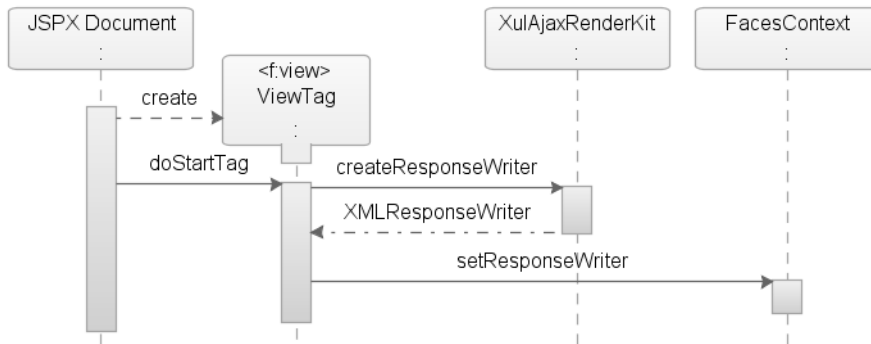 JSPX Document
:
XulAjaxRenderKit
:
FacesContext
:
<f:view>
ViewTag
:
create
doStartTag
createResponseWriter
XMLResponseWriter
setResponseWriter